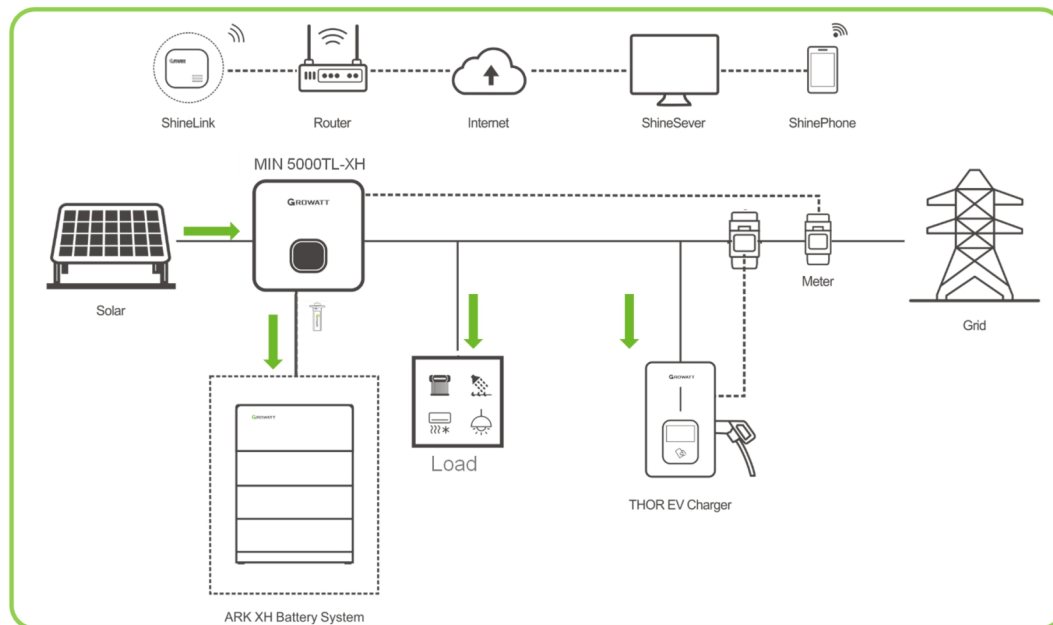 ShineLink
Router
Internet
ShineSever
ShinePhone
MIN 5000TL-XH
GROWATT
Solar
Meter
Grid
GROWATT
Load
GROWATT
THOR EV Charger
ARK XH Battery System